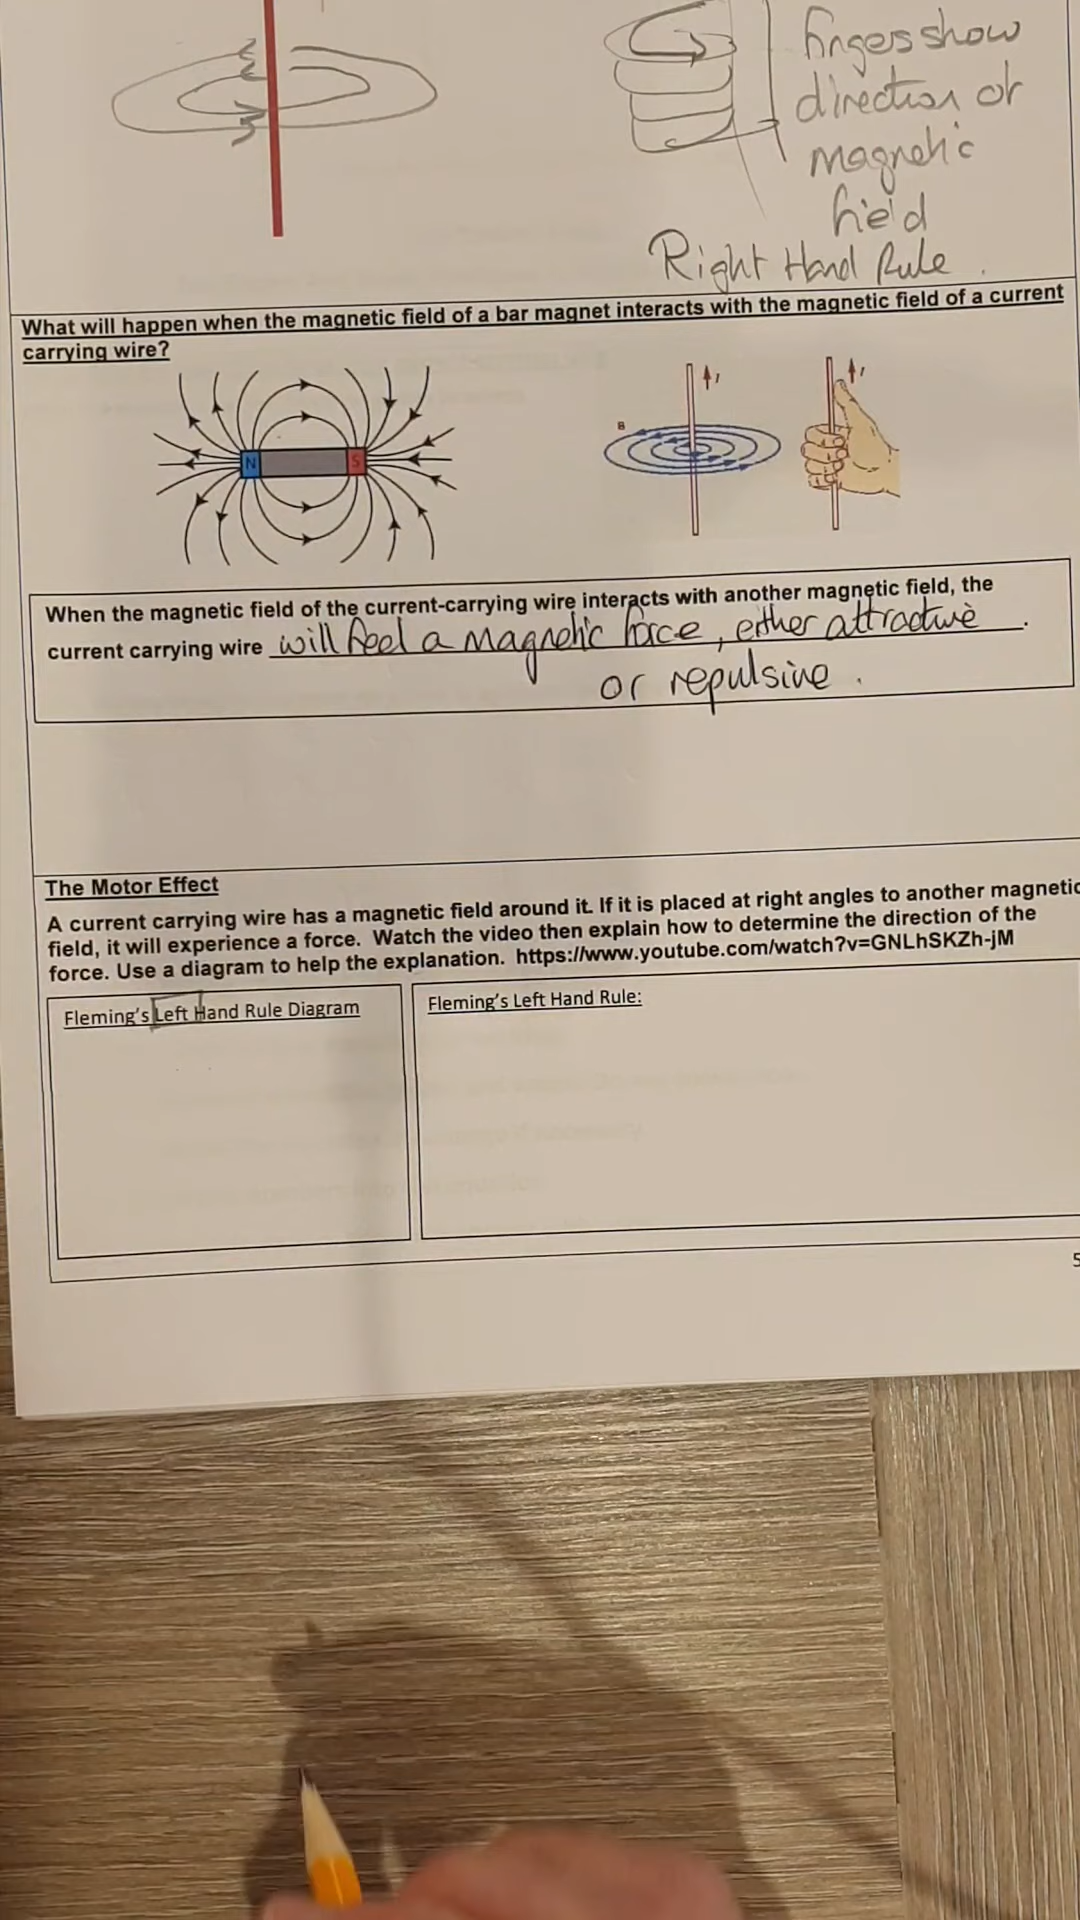 fingers show
direction of
magnetic
field
Right Hand Rule.
What will happen when the magnetic field of a bar magnet interacts with the magnetic field of a current
carrying wire?
I
I
B
N
S
When the magnetic field of the current-carrying wire interacts with another magnetic field, the
current carrying wire will feel a magnetic force, either attractive.
or repulsive.
The Motor Effect
A current carrying wire has a magnetic field around it. If it is placed at right angles to another magnetic
field, it will experience a force. Watch the video then explain how to determine the direction of the
force. Use a diagram to help the explanation. https://www.youtube.com/watch?v=GNLhSKZh-jM
Fleming's Left Hand Rule Diagram
Fleming's Left Hand Rule:
5